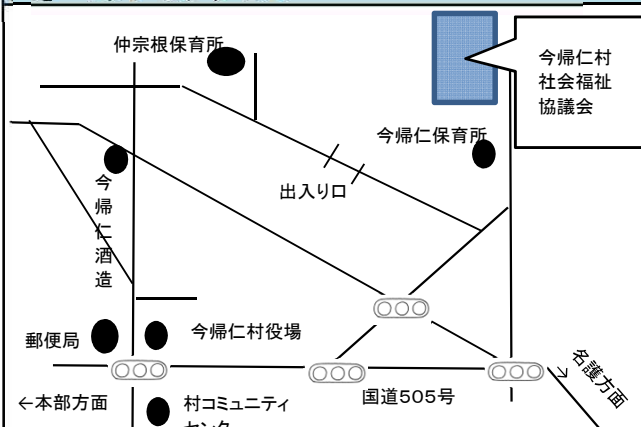 仲宗根保育所
今帰仁村
社会福祉
協議会
今帰仁保育所
今帰仁酒造
出入り口
郵便局
今帰仁村役場
名護方面
→
国道505号
←本部方面
村コミュニティ